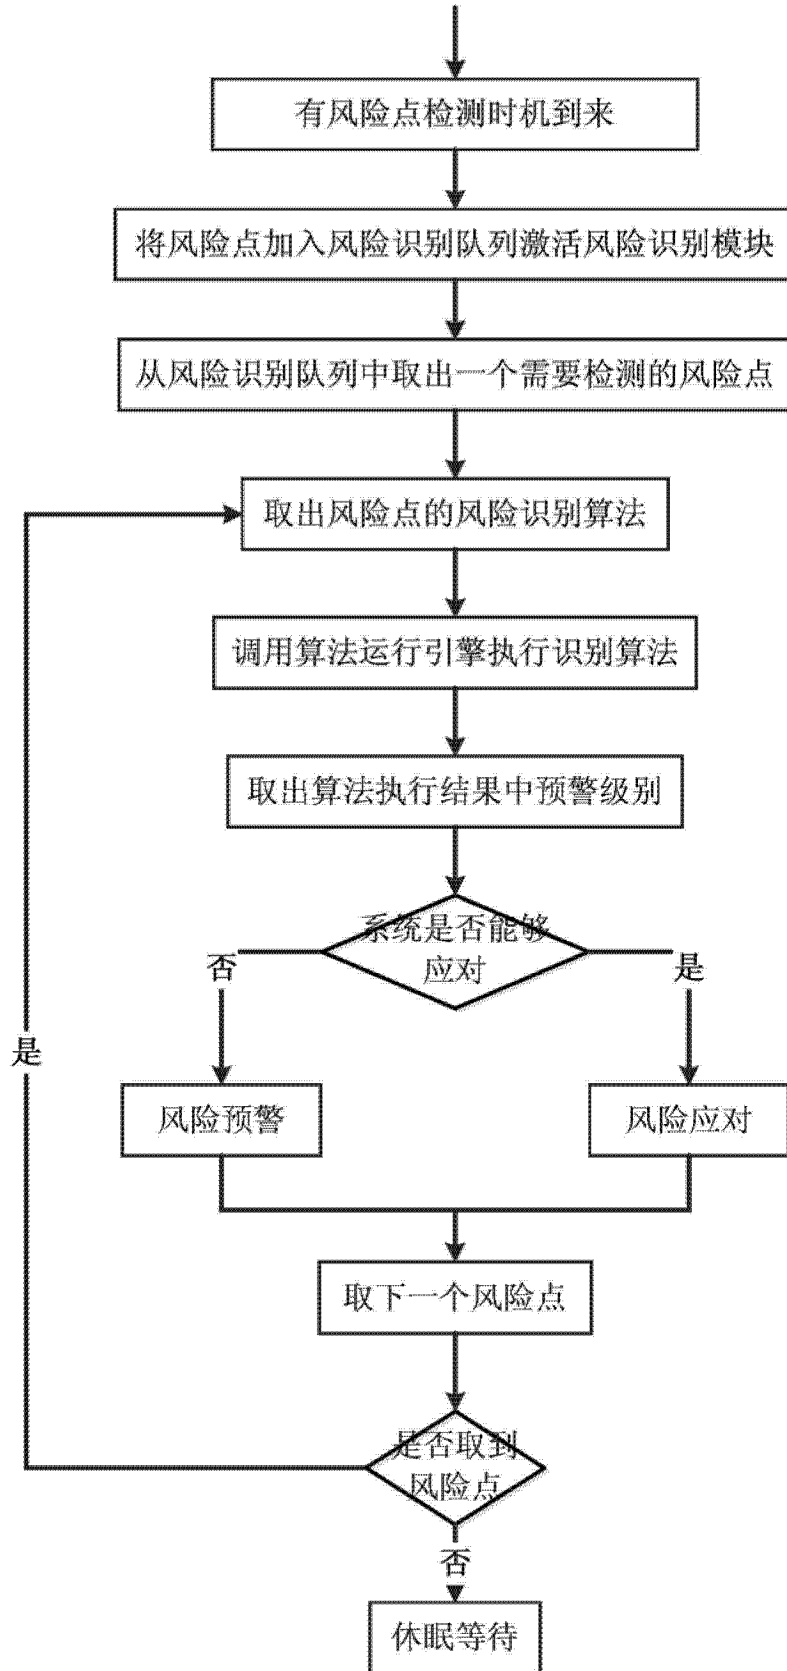 有风险点检测时机到来
将风险点加入风险识别队列激活风险识别模块
从风险识别队列中取出一个需要检测的风险点
取出风险点的风险识别算法
调用算法运行引擎执行识别算法
取出算法执行结果中预警级别
系统是否能够
应对
否
是
是
风险预警
风险应对
取下一个风险点
是否取到
风险点
否
休眠等待